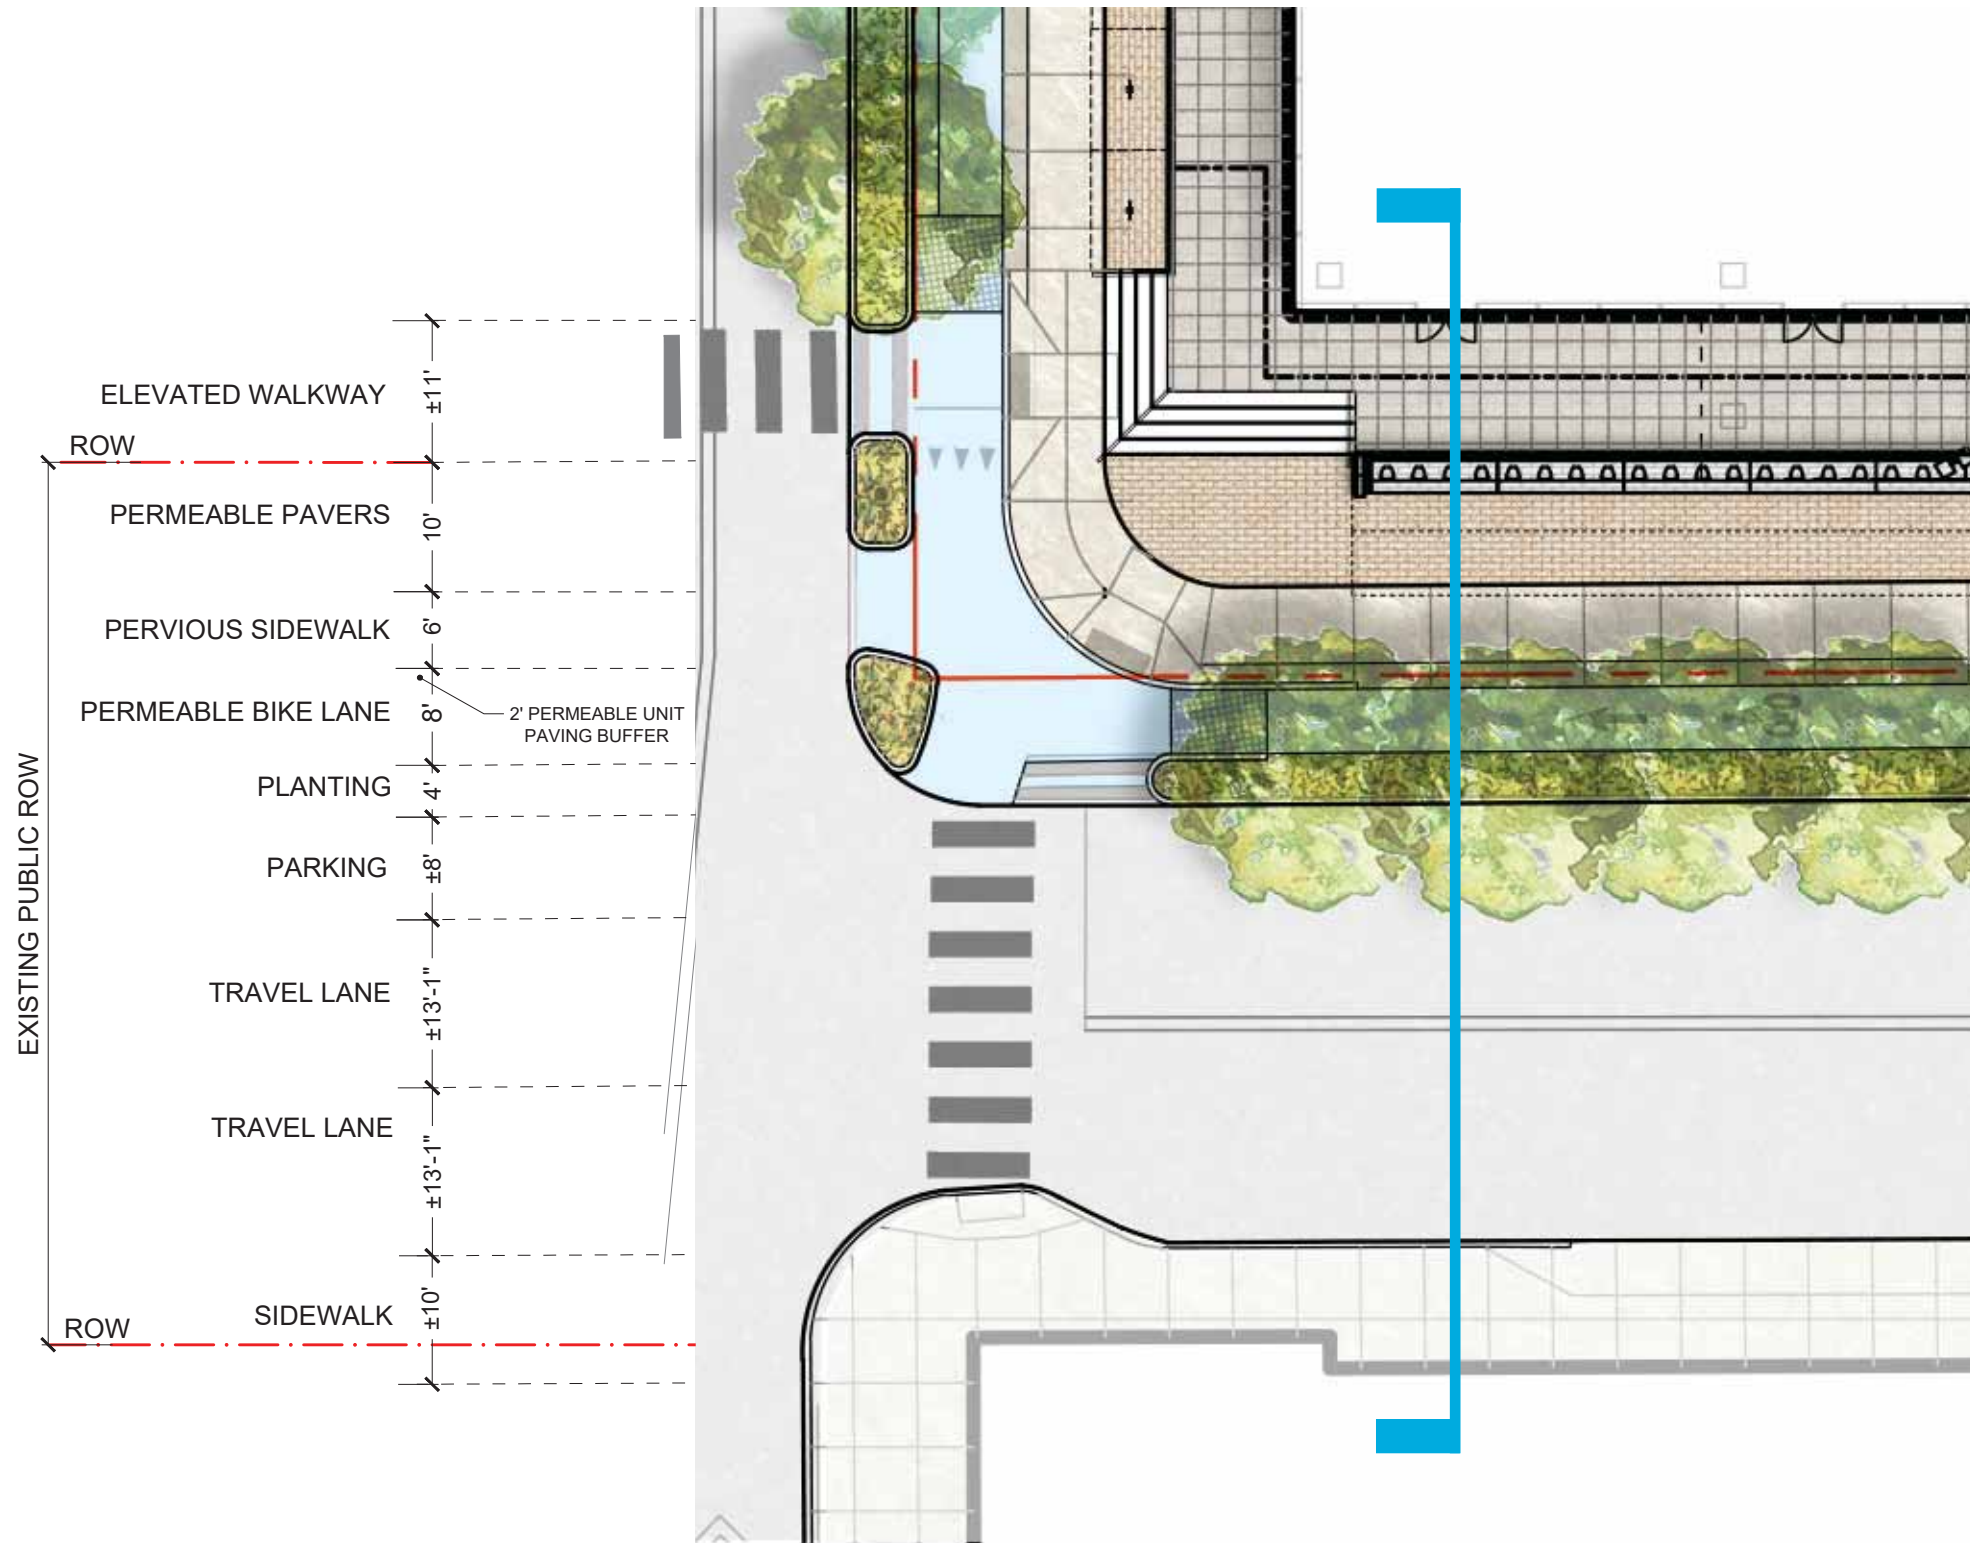 ELEVATED WALKWAY
±11'
ROW
PERMEABLE PAVERS
10'
PERVIOUS SIDEWALK
6'
PERMEABLE BIKE LANE
8'
2' PERMEABLE UNIT
PAVING BUFFER
PLANTING
4'
PARKING
±8'
EXISTING PUBLIC ROW
TRAVEL LANE
±13'-1"
TRAVEL LANE
±13'-1"
SIDEWALK
±10'
ROW